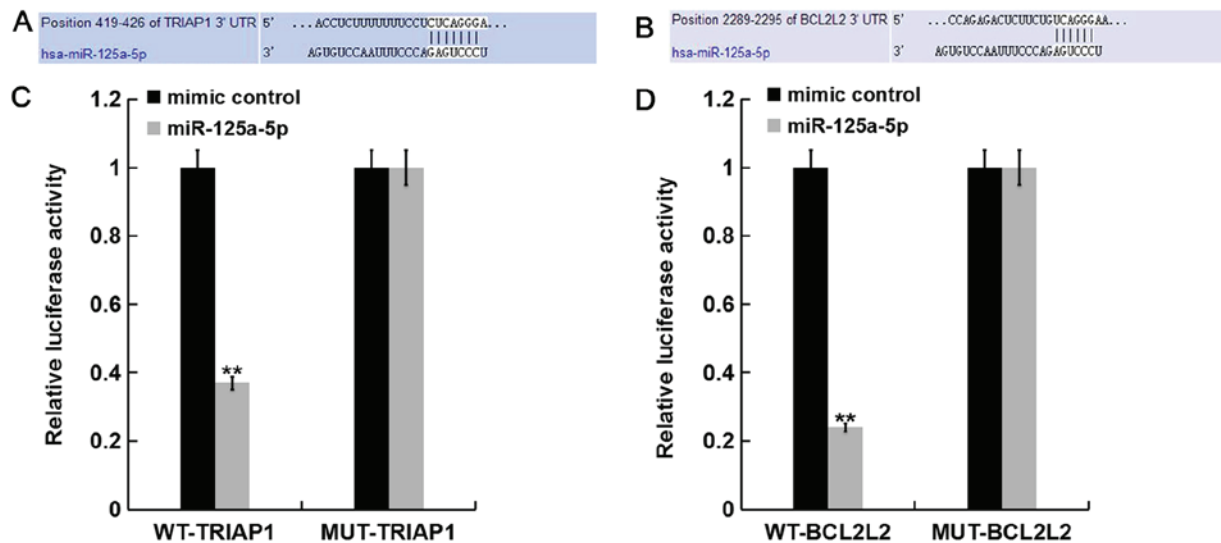 A
Position 419-426 of TRIAP1 3' UTR 5' ...ACCUCUUUUUUUCCUCUCAGGGA...
hsa-miR-125a-5p 3' AGUGUCCAAUUUCCCAGAGUCCCU
B
Position 2289-2295 of BCL2L2 3' UTR 5' ...CCAGAGACUCUUCUGUCAGGGAA...
hsa-miR-125a-5p 3' AGUGUCCAAUUUCCCAGAGUCCCU
C
mimic control
miR-125a-5p
Relative luciferase activity
1.2
1
0.8
0.6
0.4
0.2
0
**
WT-TRIAP1 MUT-TRIAP1
D
mimic control
miR-125a-5p
Relative luciferase activity
1.2
1
0.8
0.6
0.4
0.2
0
**
WT-BCL2L2 MUT-BCL2L2